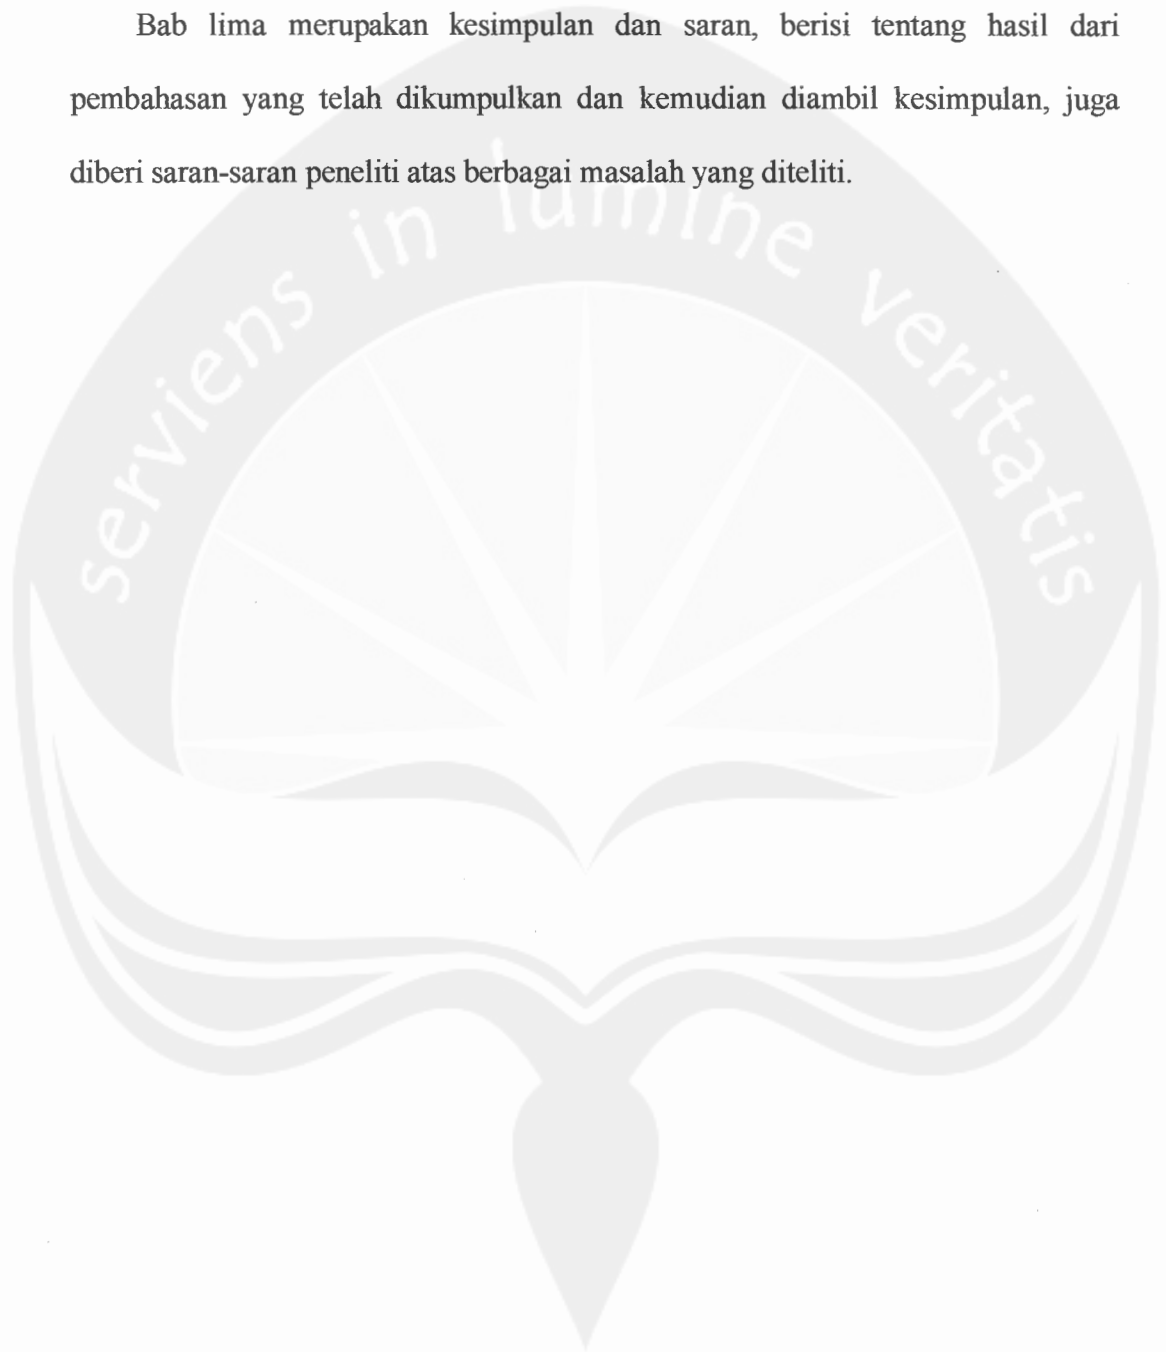 Bab lima merupakan kesimpulan dan saran, berisi tentang hasil dari
pembahasan yang telah dikumpulkan dan kemudian diambil kesimpulan, juga
diberi saran-saran peneliti atas berbagai masalah yang diteliti.
serviens in lumine veritatis